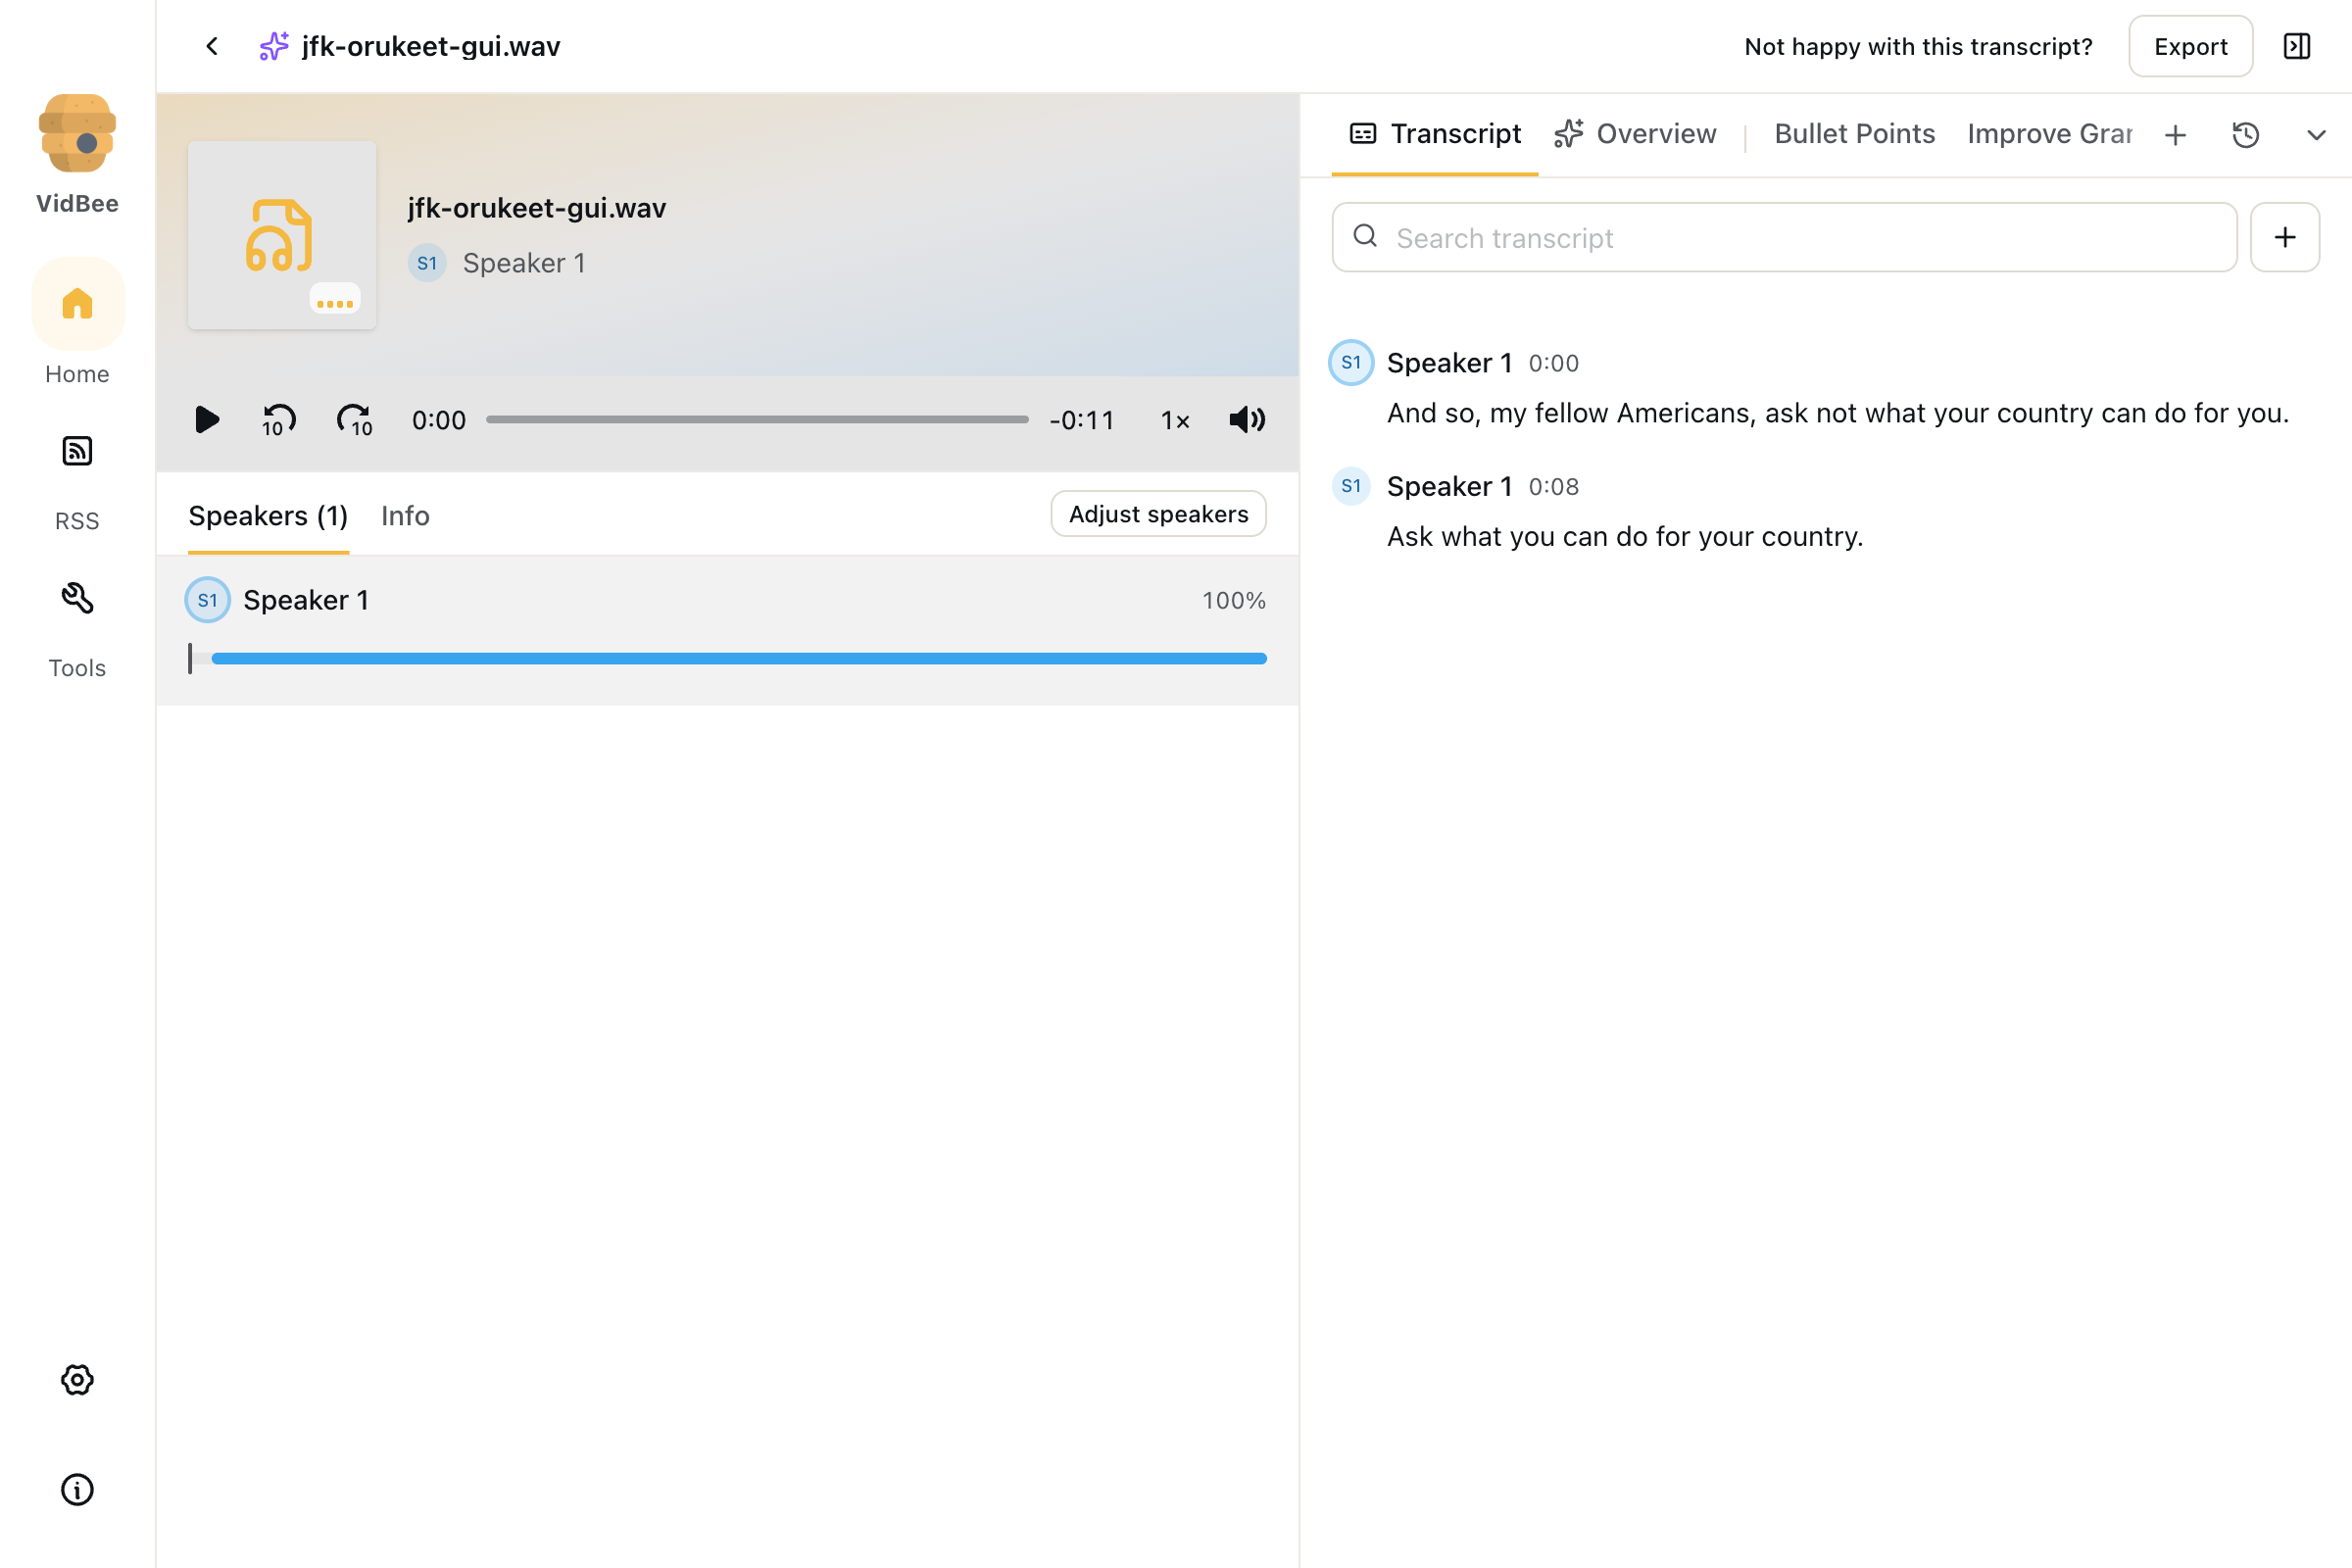 jfk-orukeet-gui.wav
Not happy with this transcript?
Export
VidBee
Home
RSS
Tools
jfk-orukeet-gui.wav
S1 Speaker 1
10 10 0:00 -0:11 1×
Speakers (1) Info Adjust speakers
S1 Speaker 1 100%
Transcript Overview Bullet Points Improve Gran
Search transcript
S1 Speaker 1 0:00
And so, my fellow Americans, ask not what your country can do for you.
S1 Speaker 1 0:08
Ask what you can do for your country.